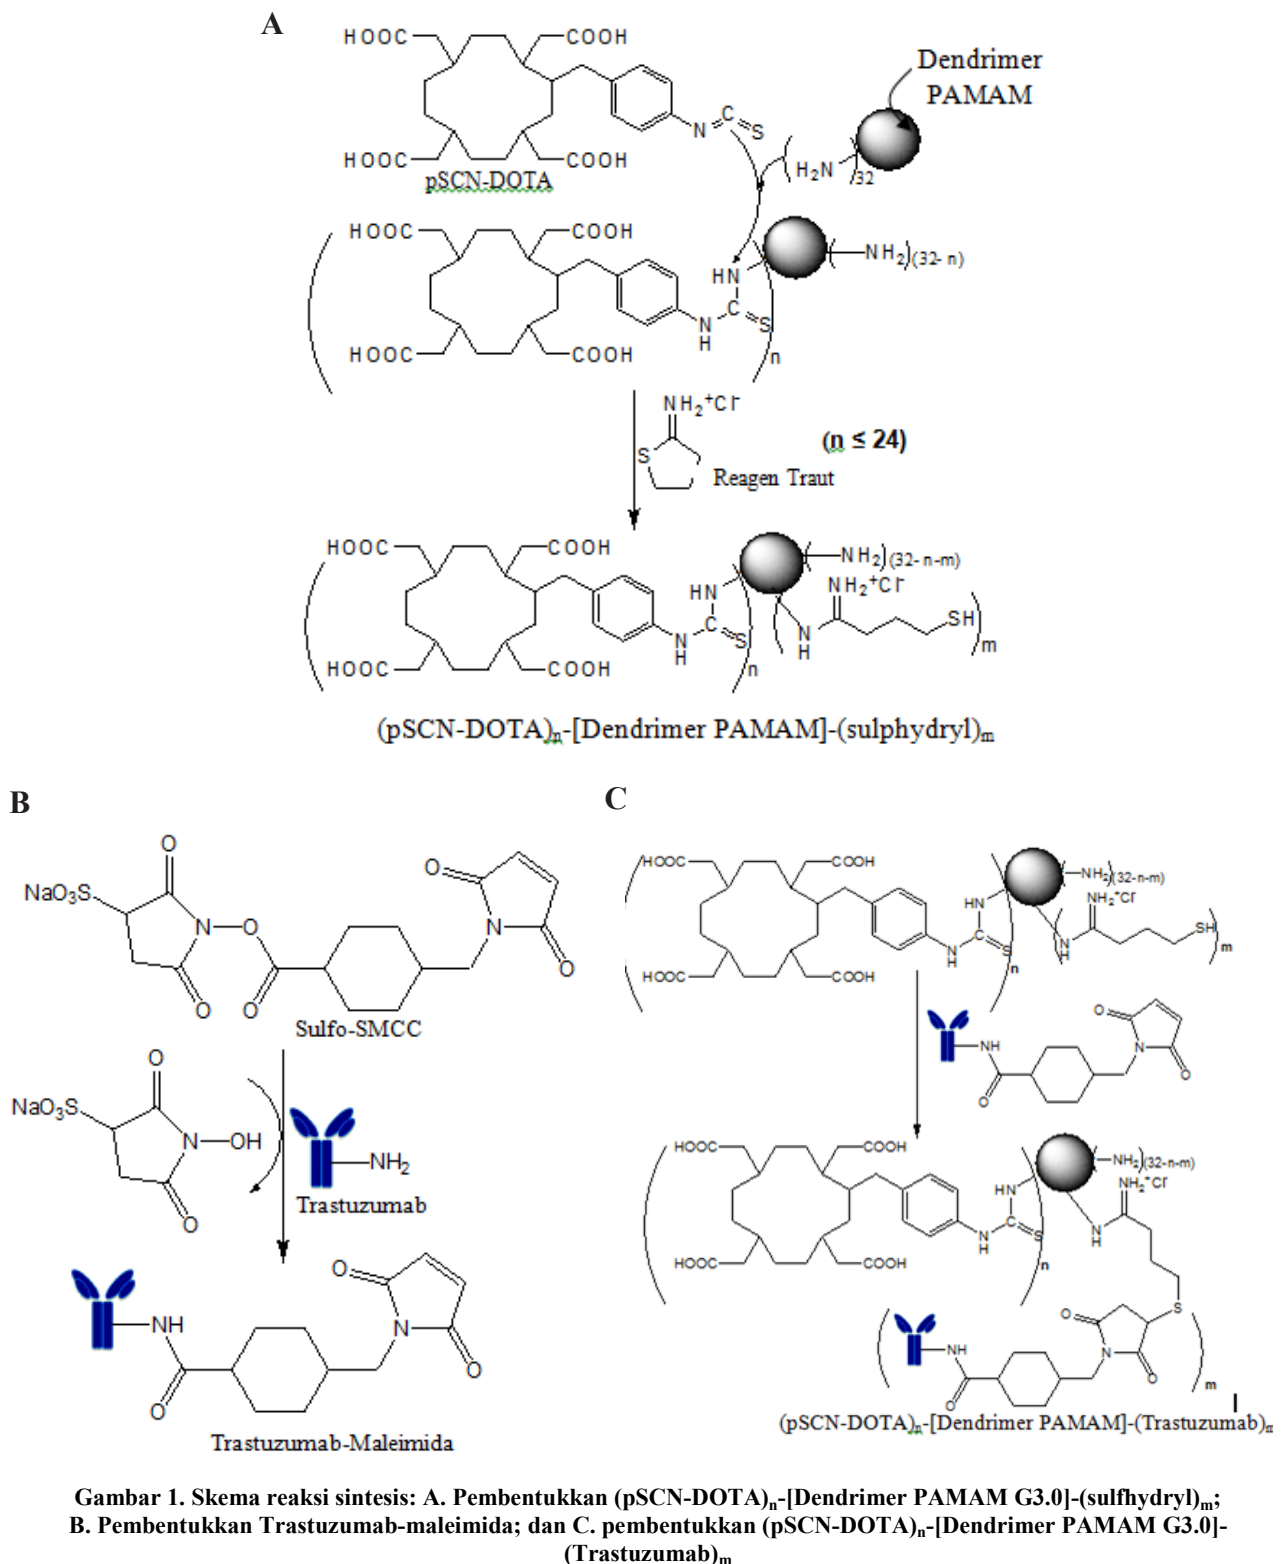 A
HOOC
COOH
HOOC
COOH
N
C
S
pSCN-DOTA
Dendrimer
PAMAM
(H₂N)32
HOOC
COOH
HOOC
COOH
HN
N
H
C
S
n
NH₂)(32-n)
NH₂⁺Cl⁻
S
(n ≤ 24)
Reagen Traut
HOOC
COOH
HOOC
COOH
HN
N
H
C
S
n
NH₂)(32-n-m)
NH₂⁺Cl⁻
N
H
SH
m
(pSCN-DOTA)n-[Dendrimer PAMAM]-(sulphydryl)m
B
NaO₃S
O
O
N
O
O
O
N
O
Sulfo-SMCC
NaO₃S
O
O
N
OH
NH₂
Trastuzumab
NH
O
O
N
O
Trastuzumab-Maleimida
C
HOOC
COOH
HOOC
COOH
HN
N
H
C
S
n
NH₂)(32-n-m)
NH₂⁺Cl⁻
N
H
SH
m
NH
O
O
N
O
HOOC
COOH
HOOC
COOH
HN
N
H
C
S
n
NH₂)(32-n-m)
NH₂⁺Cl⁻
N
H
S
O
N
O
NH
O
m
(pSCN-DOTA)n-[Dendrimer PAMAM]-(Trastuzumab)m
Gambar 1. Skema reaksi sintesis: A. Pembentukkan (pSCN-DOTA)n-[Dendrimer PAMAM G3.0]-(sulfhydryl)m;
B. Pembentukkan Trastuzumab-maleimida; dan C. pembentukkan (pSCN-DOTA)n-[Dendrimer PAMAM G3.0]-
(Trastuzumab)m